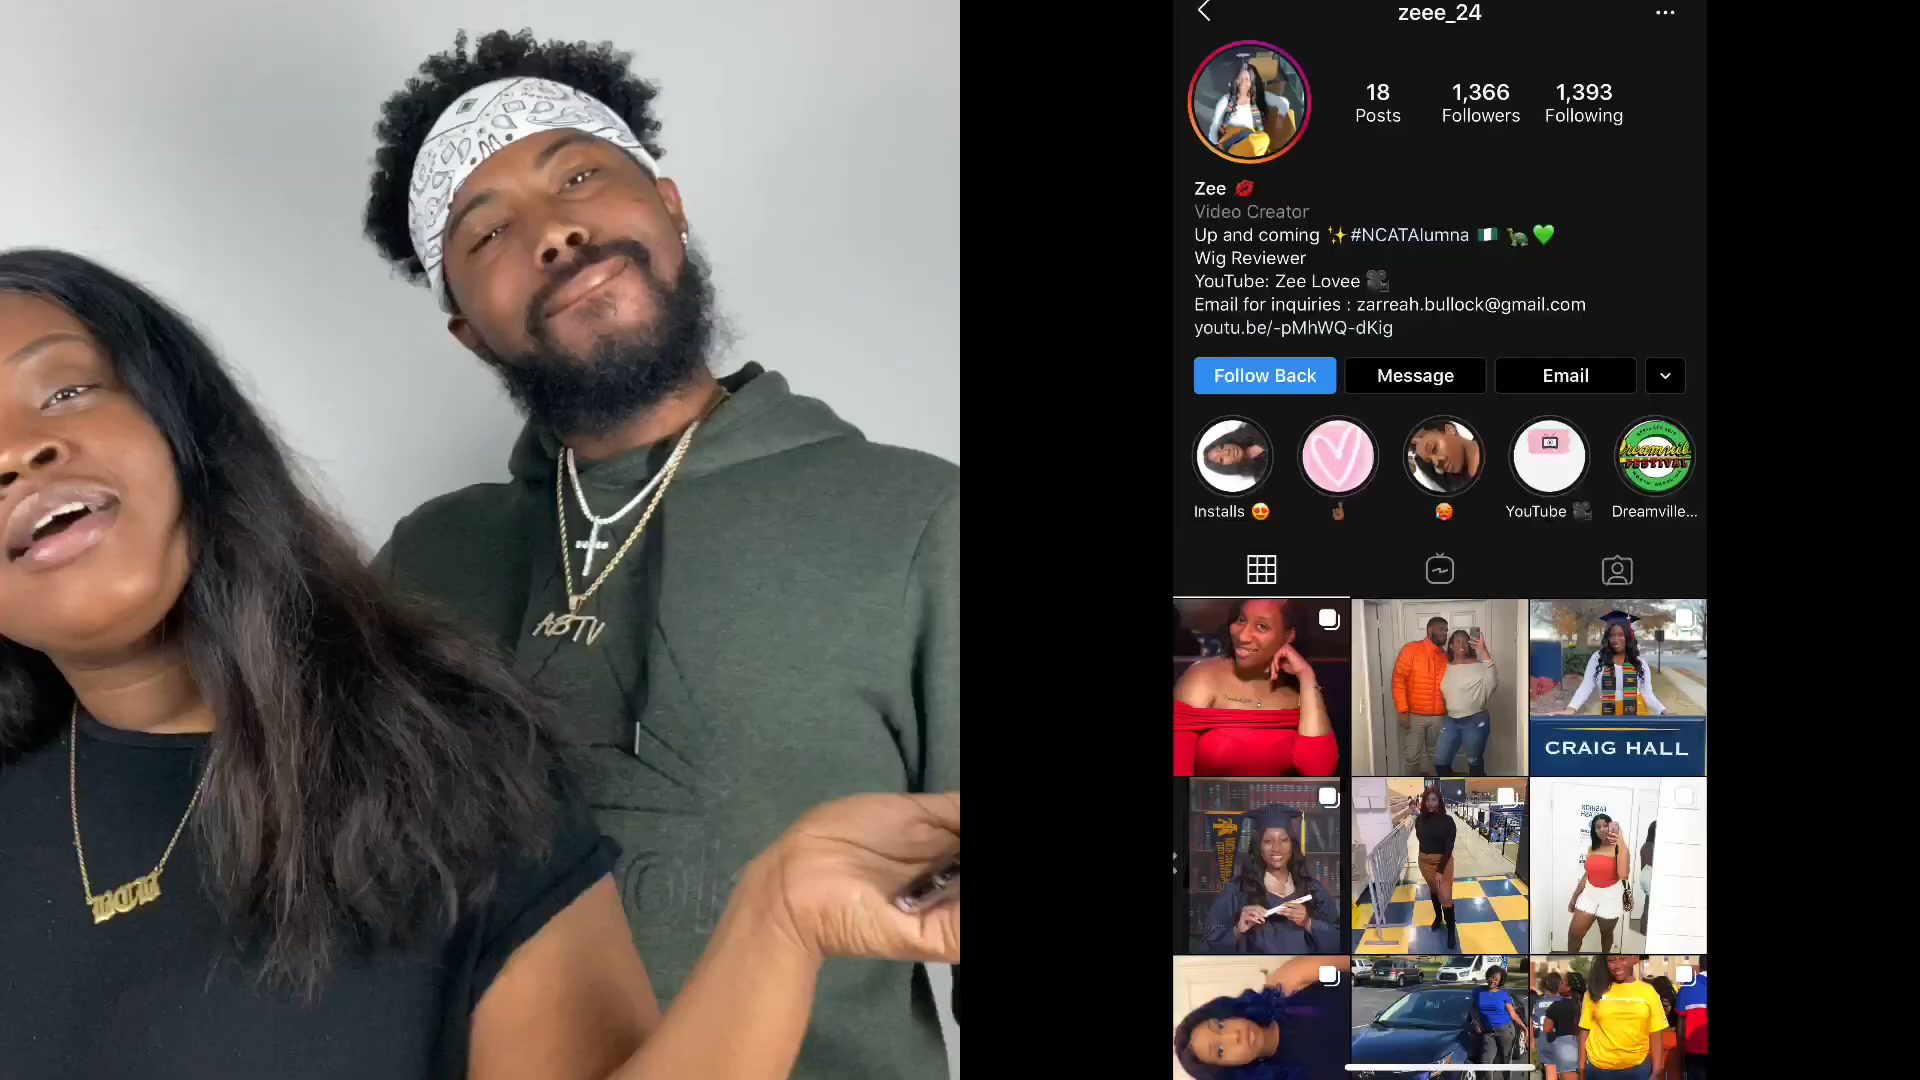 zeee_24
18
Posts
1,366
Followers
1,393
Following
Zee
Video Creator
Up and coming ✨#NCATAlumna 🇳🇬 🐢💚
Wig Reviewer
YouTube: Zee Lovee 🎥
Email for inquiries : zarreah.bullock@gmail.com
youtu.be/-pMhWQ-dKig
Follow Back
Message
Email
Installs 😍
YouTube 🎥
Dreamville...
Dreamville
FESTIVAL
ABTV
CRAIG HALL